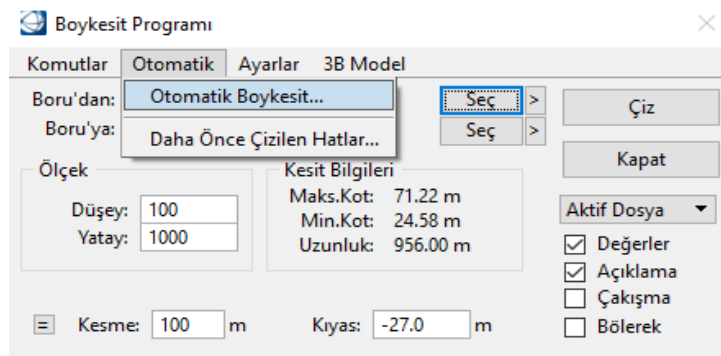 Boykesit Programı
Komutlar Otomatik Ayarlar 3B Model
Otomatik Boykesit...
Daha Önce Çizilen Hatlar...
Boru'dan: Seç > Çiz
Boru'ya: Seç >
Kapat
Ölçek Kesit Bilgileri
Düşey: 100 Maks.Kot: 71.22 m
Yatay: 1000 Min.Kot: 24.58 m
Uzunluk: 956.00 m
Aktif Dosya
Değerler
Açıklama
Çakışma
Bölerek
= Kesme: 100 m Kıyas: -27.0 m